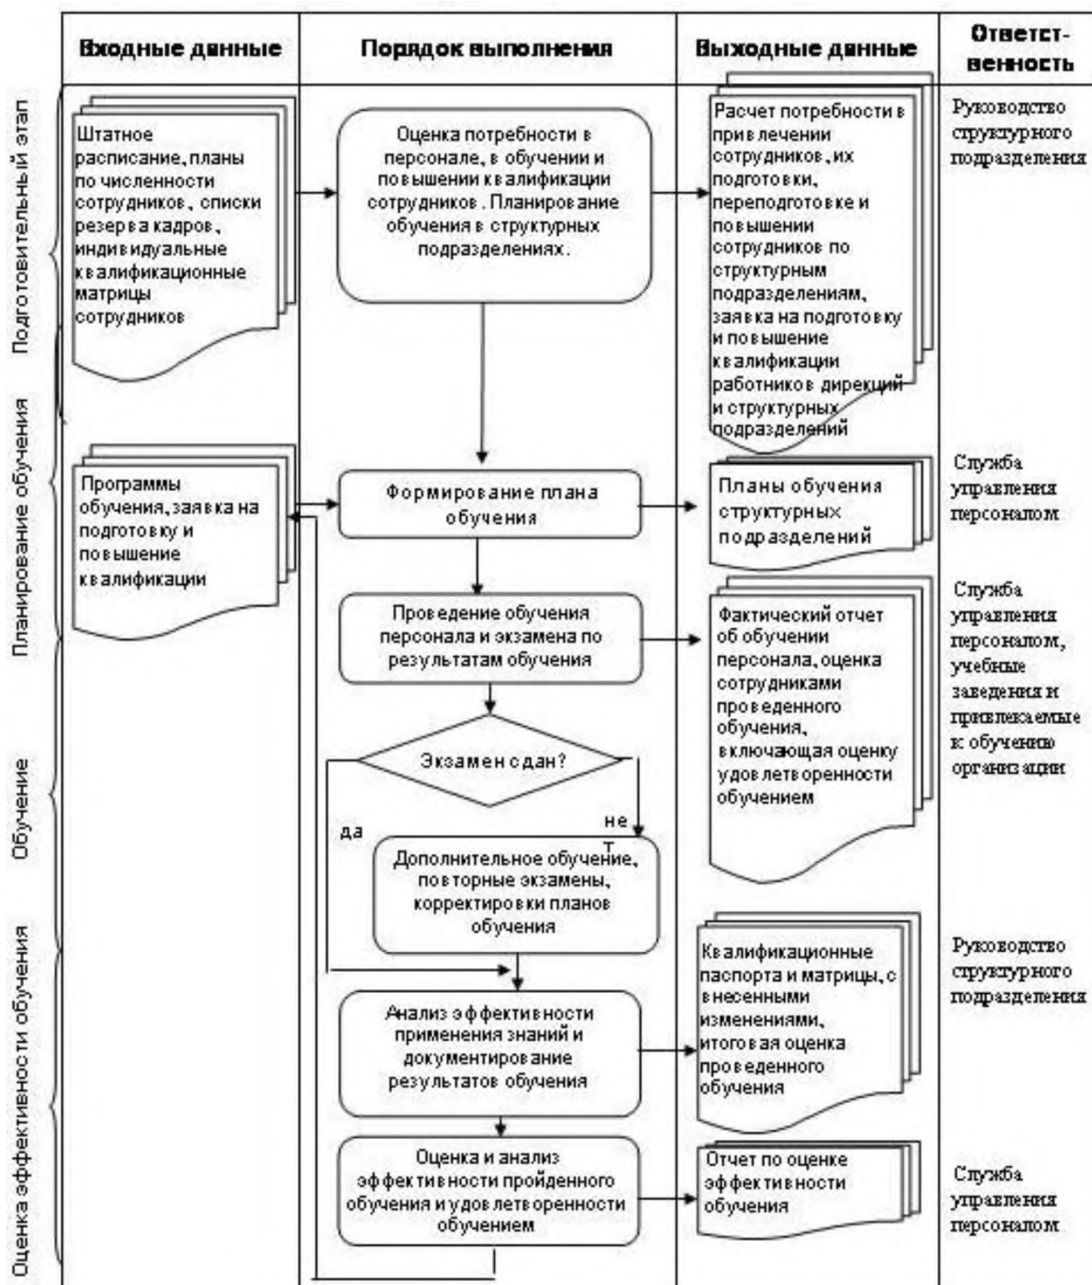 Входные данные
Порядок выполнения
Выходные данные
Ответст-
венность
Подготовительный этап
Штатное
расписание, планы
по численности
сотрудников, списки
резерва кадров,
индивидуальные
квалификационные
матрицы
сотрудников
Оценка потребности в
персонале, в обучении и
повышении квалификации
сотрудников. Планирование
обучения в структурных
подразделениях.
Расчет потребности в
привлечении
сотрудников, их
подготовки,
переподготовке и
повышении
сотрудников по
структурным
подразделениям,
заявка на подготовку
и повышение
квалификации
работников дирекций
и структурных
подразделений
Руководство
структурного
подразделения
Планирование обучения
Программы
обучения, заявка на
подготовку и
повышение
квалификации
Формирование плана
обучения
Планы обучения
структурных
подразделений
Служба
управления
персоналом
Обучение
Проведение обучения
персонала и экзамена по
результатам обучения
Фактический отчет
об обучении
персонала, оценка
сотрудниками
проведенного
обучения,
включающая оценку
удовлетворенности
обучением
Служба
управления
персоналом,
учебные
заведения и
привлекаемые
к обучению
организации
Экзамен сдан?
да
не
т
Дополнительное обучение,
повторные экзамены,
корректировки планов
обучения
Оценка эффективности обучения
Анализ эффективности
применения знаний и
документирование
результатов обучения
Квалификационные
паспорта и матрицы, с
внесенными
изменениями,
итоговая оценка
проведенного
обучения
Руководство
структурного
подразделения
Оценка и анализ
эффективности пройденного
обучения и удовлетворенности
обучением
Отчет по оценке
эффективности
обучения
Служба
управления
персоналом